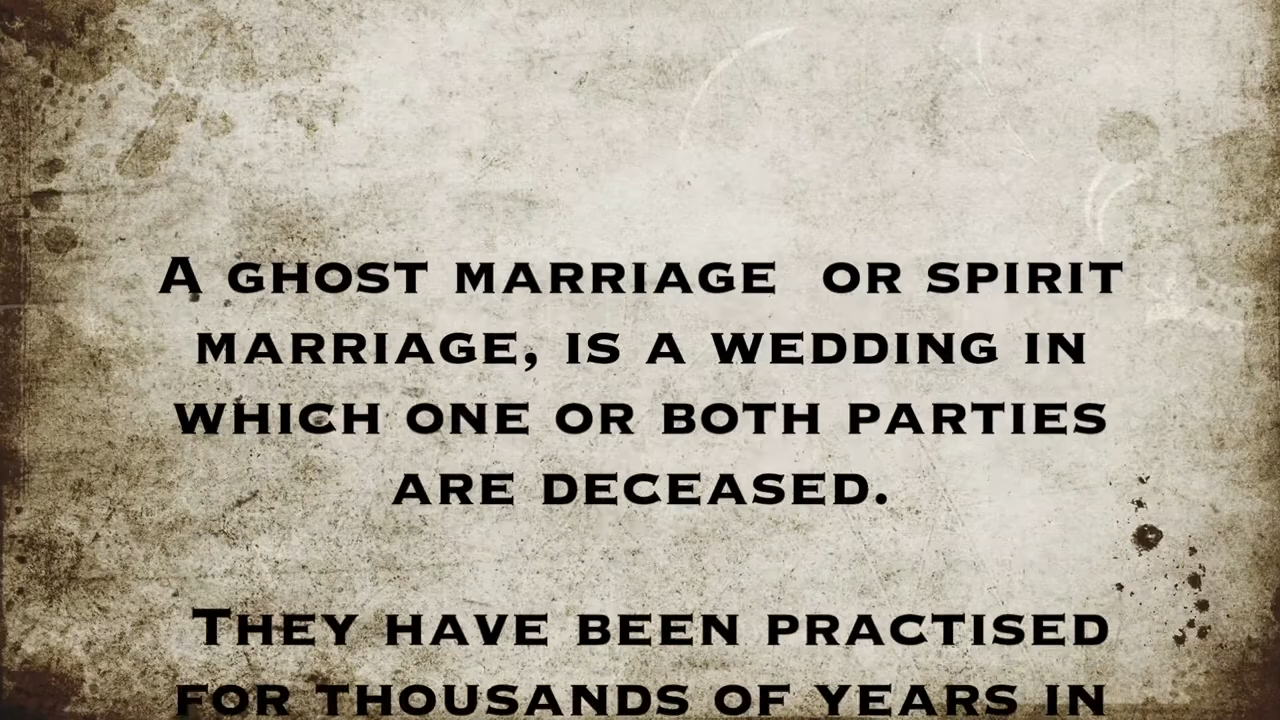 A GHOST MARRIAGE OR SPIRIT
MARRIAGE, IS A WEDDING IN
WHICH ONE OR BOTH PARTIES
ARE DECEASED.
THEY HAVE BEEN PRACTISED
FOR THOUSANDS OF YEARS IN